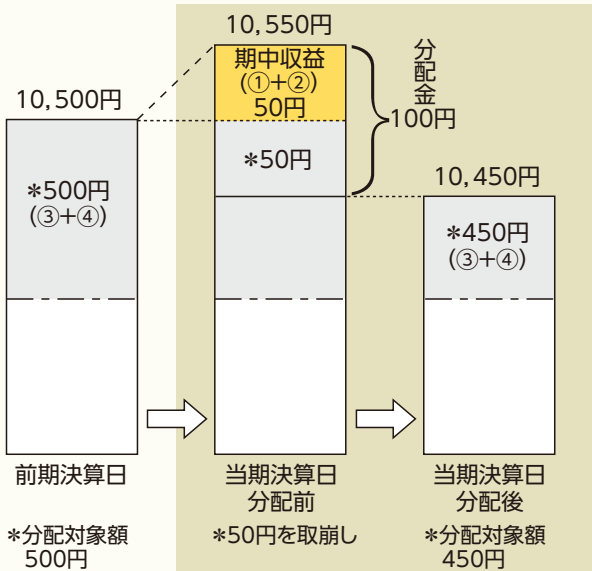 10,500円
*500円
(③+④)
前期決算日
*分配対象額
500円
10,550円
期中収益
(①+②)
50円
*50円
分配金
100円
当期決算日
分配前
*50円を取崩し
10,450円
*450円
(③+④)
当期決算日
分配後
*分配対象額
450円